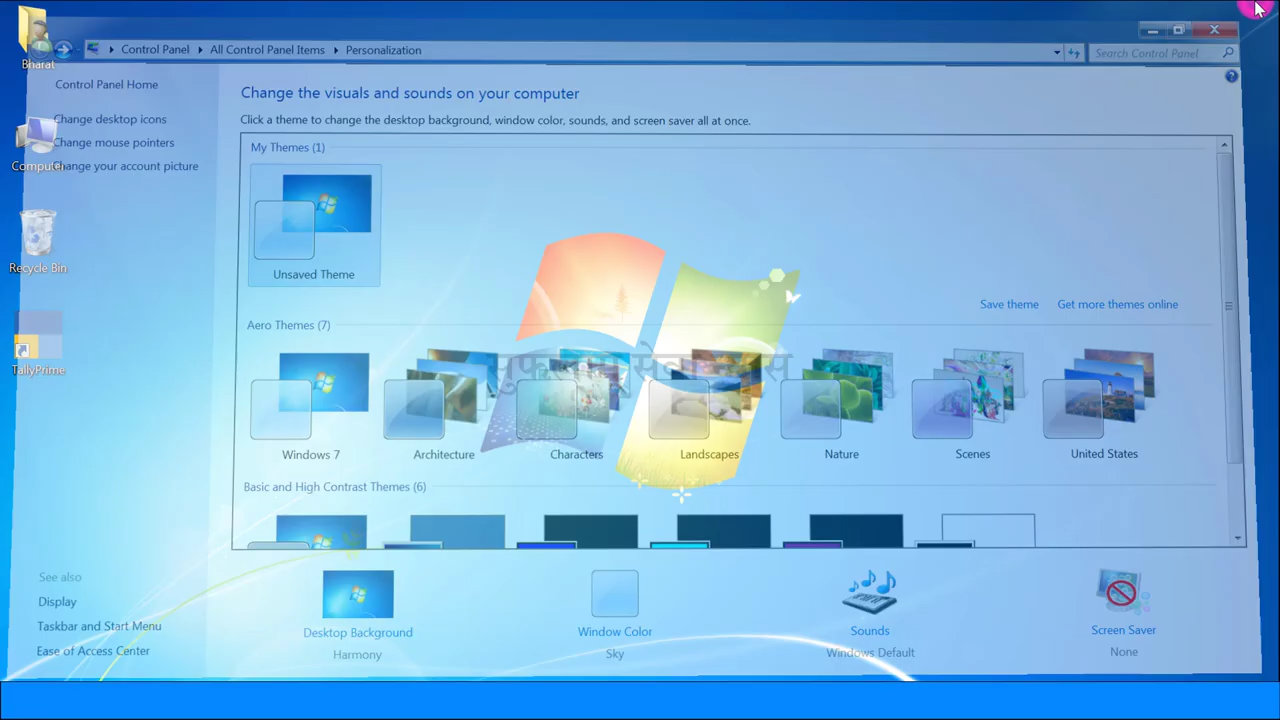 Bharat
Control Panel
All Control Panel Items
Personalization
Search Control Panel
Control Panel Home
Change desktop icons
Change mouse pointers
Change your account picture
Computer
Recycle Bin
TallyPrime
Change the visuals and sounds on your computer
Click a theme to change the desktop background, window color, sounds, and screen saver all at once.
My Themes (1)
Unsaved Theme
Save theme
Get more themes online
Aero Themes (7)
Windows 7
Architecture
Characters
Landscapes
Nature
Scenes
United States
Basic and High Contrast Themes (6)
See also
Display
Taskbar and Start Menu
Ease of Access Center
Desktop Background
Harmony
Window Color
Sky
Sounds
Windows Default
Screen Saver
None